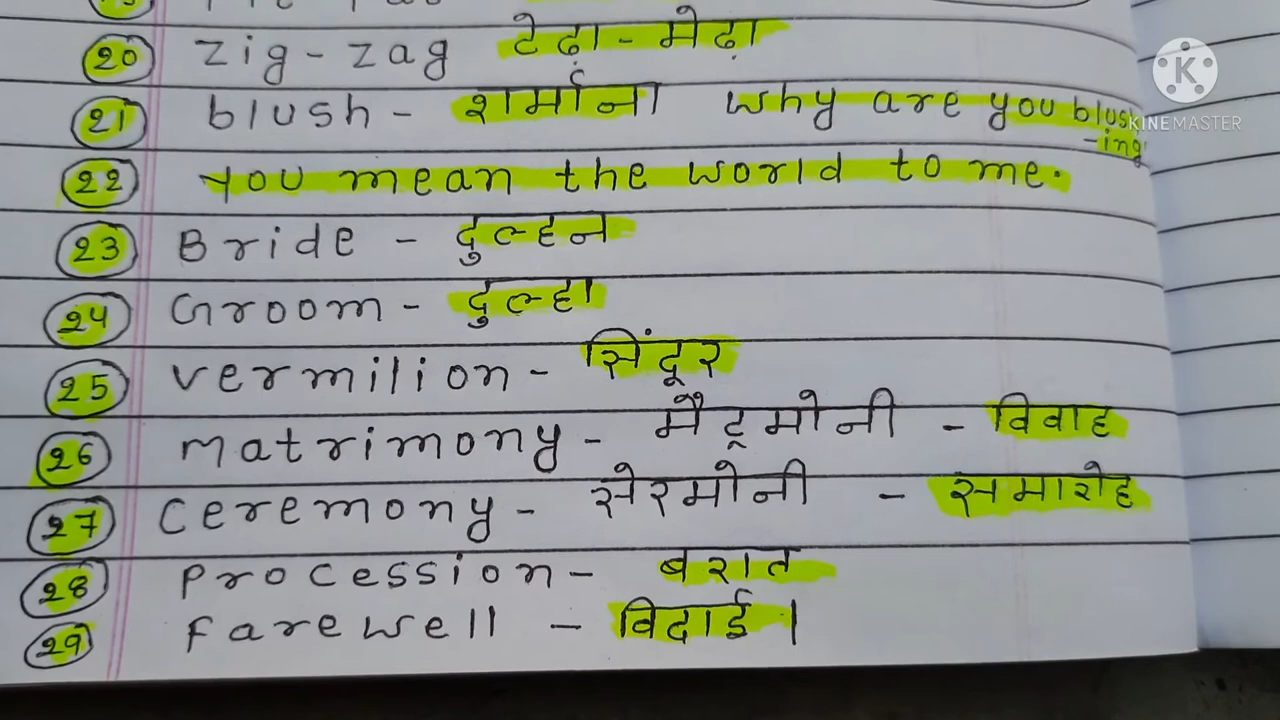 20 zig-zag टेढ़ा-मेढ़ा
21 blush - शर्माना why are you blush
-ing
KINEMASTER
22 You mean the world to me.
23 Bride - दुल्हन
24 Groom - दुल्हा
25 vermilion - सिंदूर
26 Matrimony - मैट्रमोनी - विवाह
27 ceremony - सेरमोनी - समारोह
28 Procession - बरात
29 Farewell - विदाई।